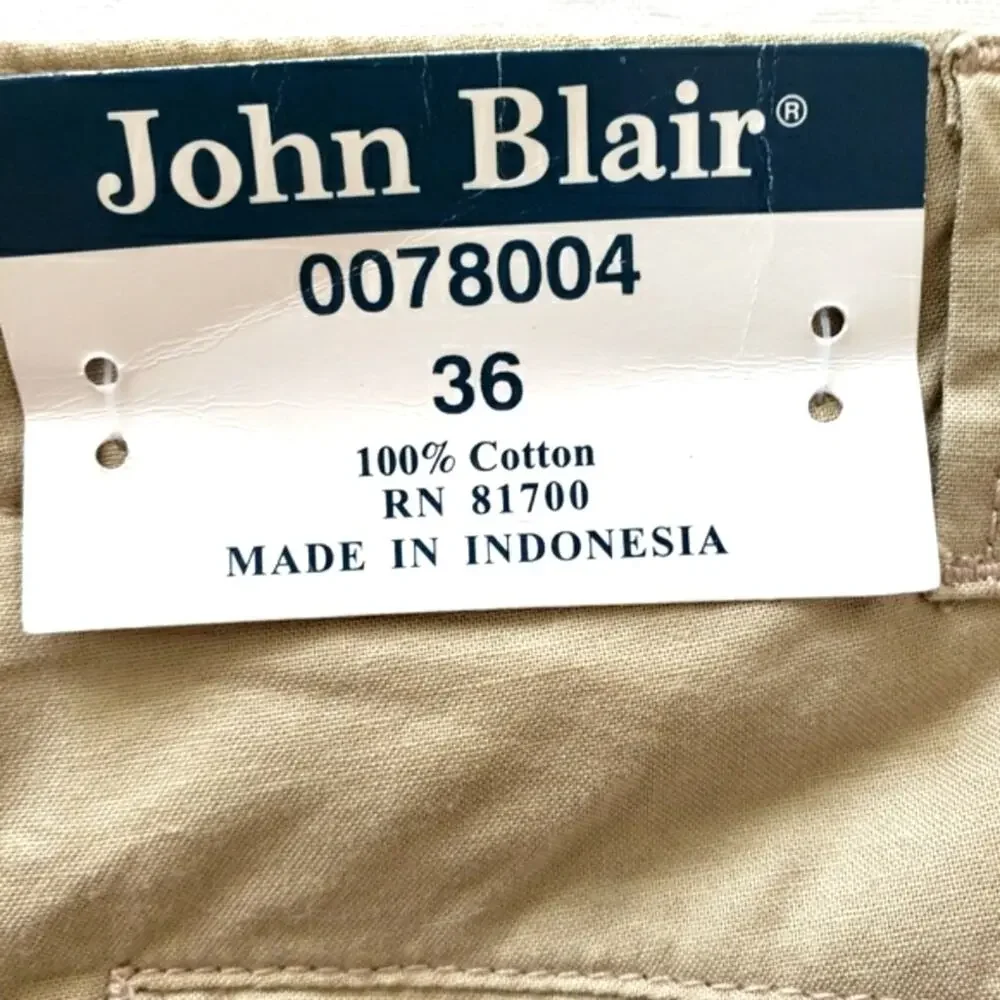 John Blair®
0078004
36
100% Cotton
RN 81700
MADE IN INDONESIA